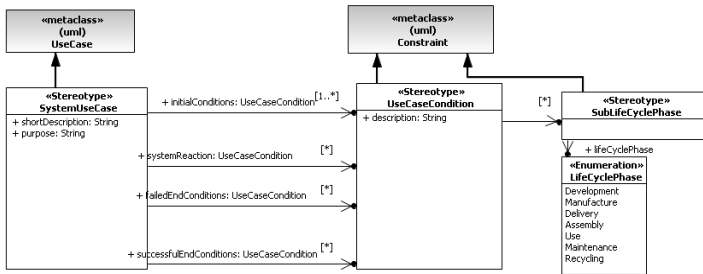 «metaclass»
(uml)
UseCase
«metaclass»
(uml)
Constraint
«Stereotype»
SystemUseCase
+ shortDescription: String
+ purpose: String
+ initialConditions: UseCaseCondition
[1..*]
+ systemReaction: UseCaseCondition
[*]
+ failedEndConditions: UseCaseCondition
[*]
+ successfulEndConditions: UseCaseCondition
[*]
«Stereotype»
UseCaseCondition
+ description: String
[*]
«Stereotype»
SubLifeCyclePhase
+ lifeCyclePhase
«Enumeration»
LifeCyclePhase
Development
Manufacture
Delivery
Assembly
Use
Maintenance
Recycling